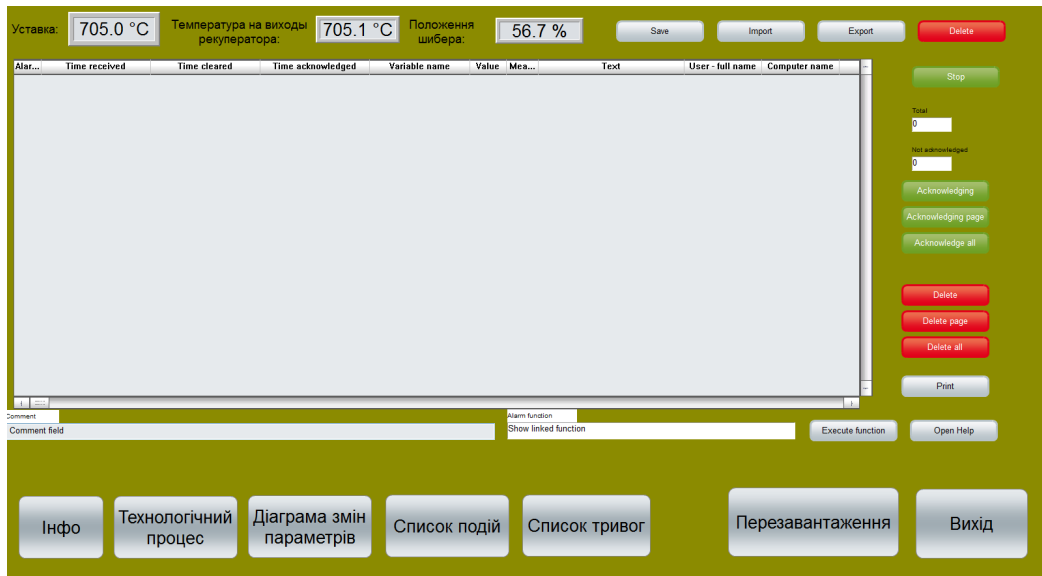 Уставка: 705.0 °C Температура на виходы рекуператора: 705.1 °C Положення шибера: 56.7 % Save Import Export Delete
Alar... Time received Time cleared Time acknowledged Variable name Value Mea... Text User - full name Computer name
Stop
Total
0
Not acknowledged
0
Acknowledging
Acknowledging page
Acknowledge all
Delete
Delete page
Delete all
Print
Comment Alarm function
Comment field Show linked function Execute function Open Help
Інфо Технологічний процес Діаграма змін параметрів Список подій Список тривог Перезавантаження Вихід